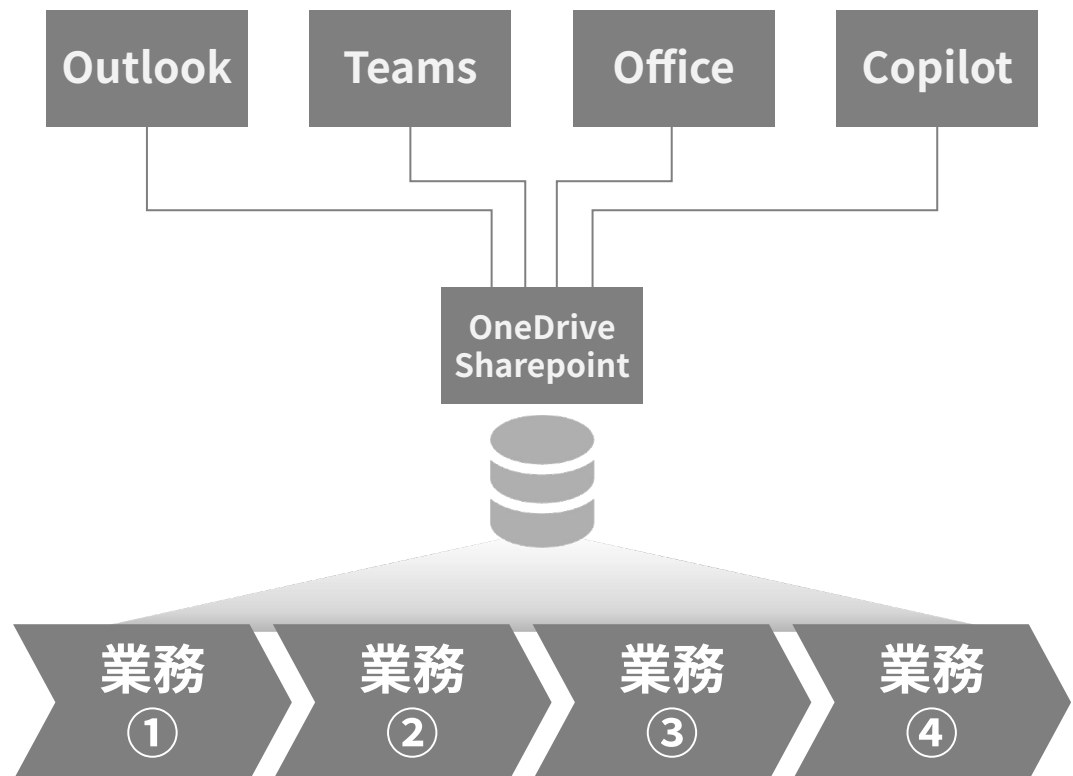 Outlook
Teams
Office
Copilot
OneDrive
Sharepoint
業務
①
業務
②
業務
③
業務
④